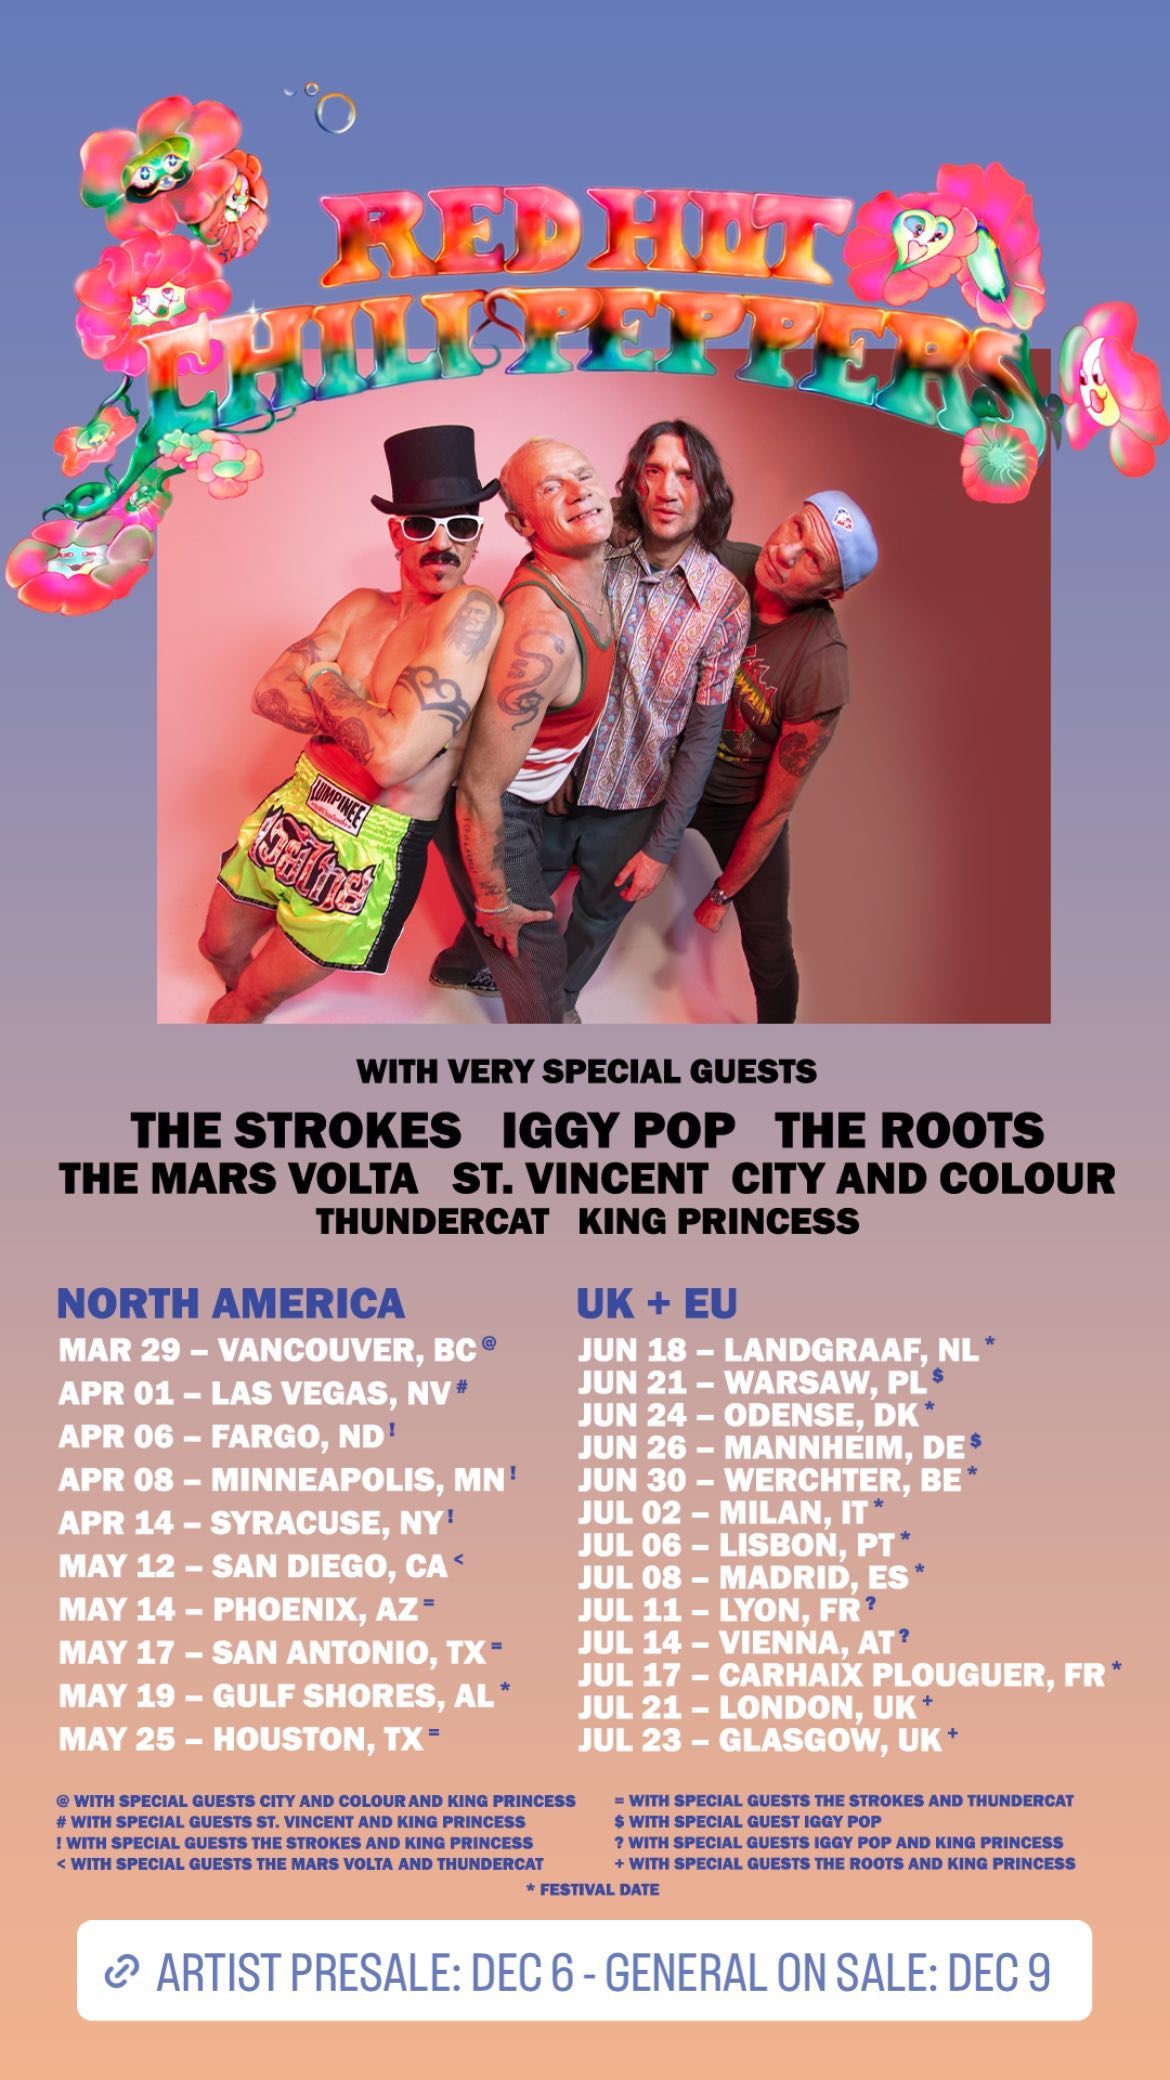 RED HOT
CHILI PEPPERS
LUMPINEE
WITH VERY SPECIAL GUESTS
THE STROKES IGGY POP THE ROOTS
THE MARS VOLTA ST. VINCENT CITY AND COLOUR
THUNDERCAT KING PRINCESS
NORTH AMERICA
MAR 29 – VANCOUVER, BC @
APR 01 – LAS VEGAS, NV #
APR 06 – FARGO, ND !
APR 08 – MINNEAPOLIS, MN !
APR 14 – SYRACUSE, NY !
MAY 12 – SAN DIEGO, CA <
MAY 14 – PHOENIX, AZ =
MAY 17 – SAN ANTONIO, TX =
MAY 19 – GULF SHORES, AL *
MAY 25 – HOUSTON, TX =
UK + EU
JUN 18 – LANDGRAAF, NL *
JUN 21 – WARSAW, PL $
JUN 24 – ODENSE, DK *
JUN 26 – MANNHEIM, DE $
JUN 30 – WERCHTER, BE *
JUL 02 – MILAN, IT *
JUL 06 – LISBON, PT *
JUL 08 – MADRID, ES *
JUL 11 – LYON, FR ?
JUL 14 – VIENNA, AT ?
JUL 17 – CARHAIX PLOUGUER, FR *
JUL 21 – LONDON, UK +
JUL 23 – GLASGOW, UK +
@ WITH SPECIAL GUESTS CITY AND COLOUR AND KING PRINCESS
# WITH SPECIAL GUESTS ST. VINCENT AND KING PRINCESS
! WITH SPECIAL GUESTS THE STROKES AND KING PRINCESS
< WITH SPECIAL GUESTS THE MARS VOLTA AND THUNDERCAT
= WITH SPECIAL GUESTS THE STROKES AND THUNDERCAT
$ WITH SPECIAL GUEST IGGY POP
? WITH SPECIAL GUESTS IGGY POP AND KING PRINCESS
+ WITH SPECIAL GUESTS THE ROOTS AND KING PRINCESS
* FESTIVAL DATE
ARTIST PRESALE: DEC 6 - GENERAL ON SALE: DEC 9